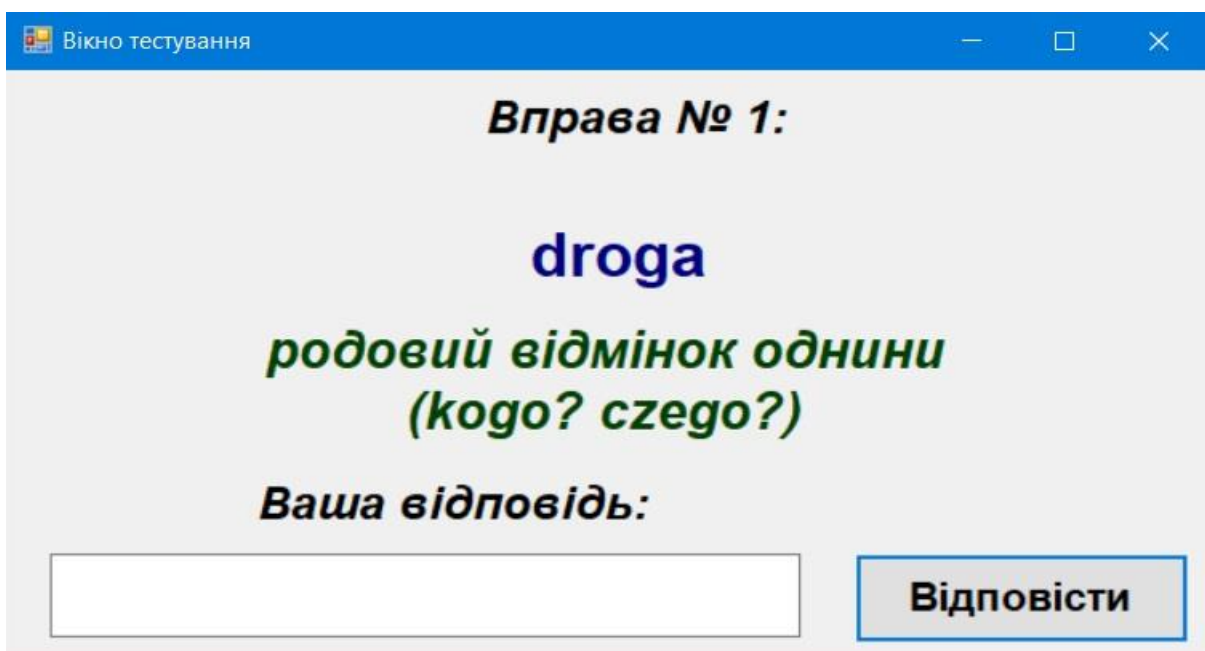 Вікно тестування
Вправа № 1:
droga
родовий відмінок однини
(kogo? czego?)
Ваша відповідь:
Відповісти